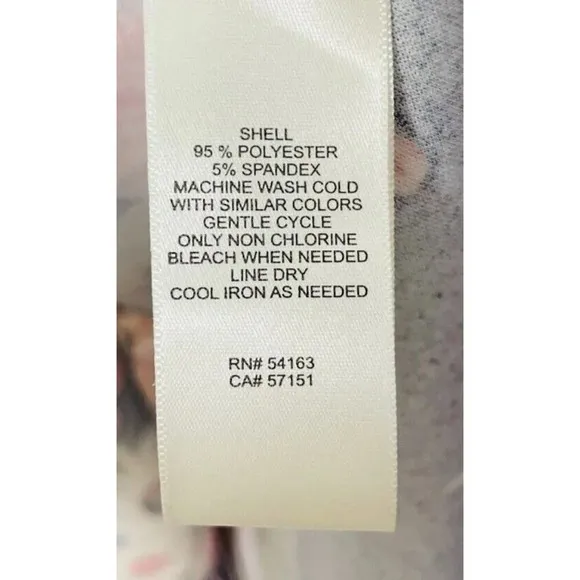 SHELL
95 % POLYESTER
5% SPANDEX
MACHINE WASH COLD
WITH SIMILAR COLORS
GENTLE CYCLE
ONLY NON CHLORINE
BLEACH WHEN NEEDED
LINE DRY
COOL IRON AS NEEDED
RN# 54163
CA# 57151